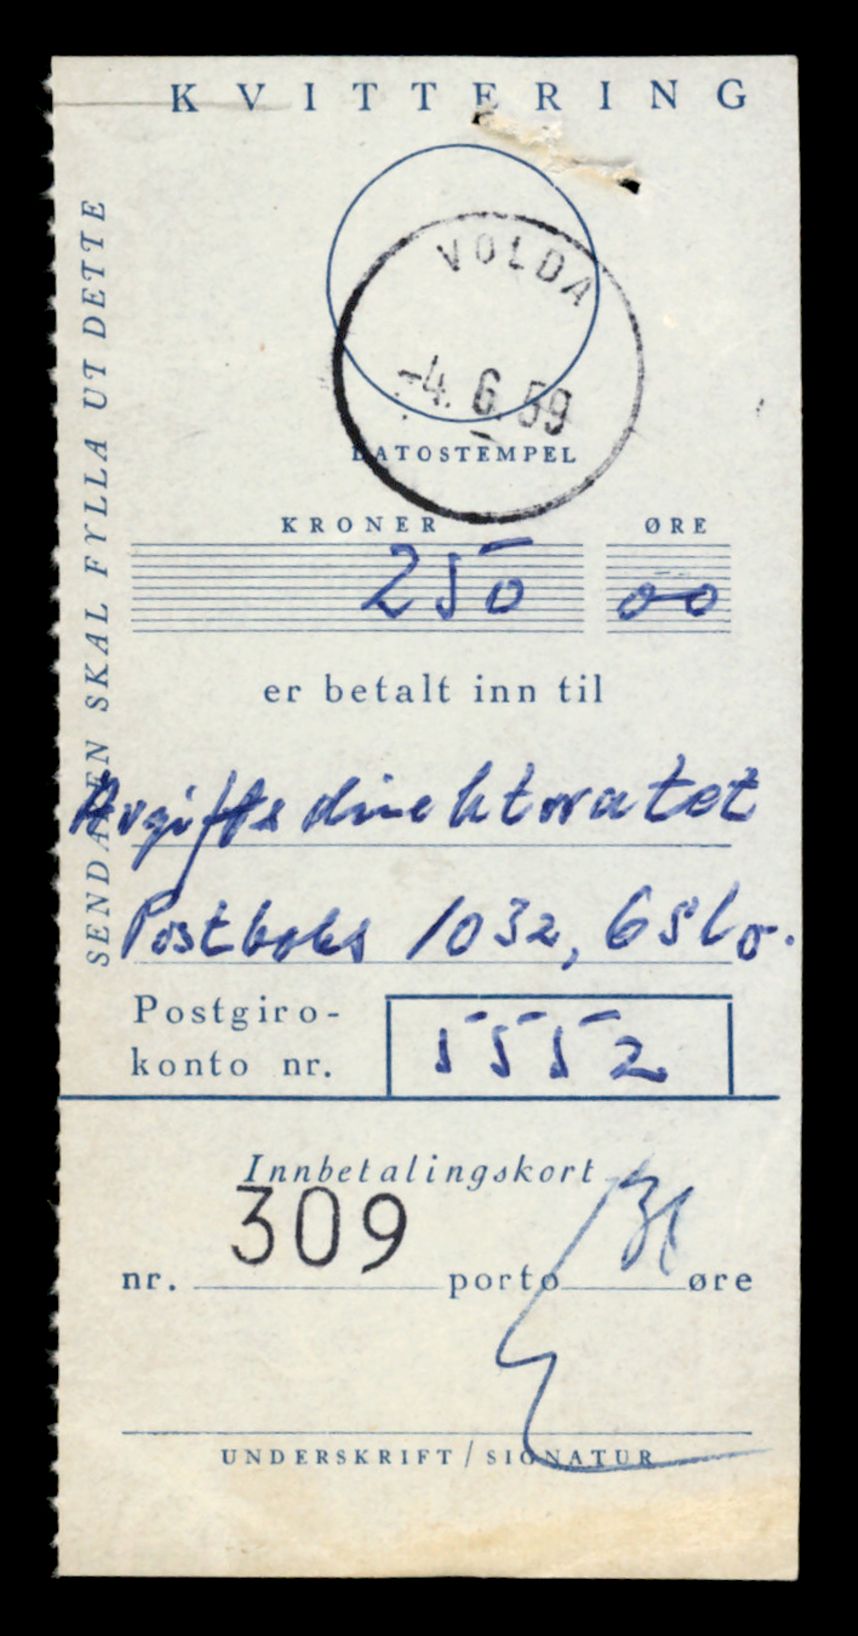 KVITTERING
SENDAREN SKAL FYLLA UT DETTE
VOLDA
-4. 6. 59
DATOSTEMPEL
KRONER ØRE
250 00
er betalt inn til
Avgiftsdirektoratet
Postboks 1032, Oslo.
Postgiro-
konto nr. 5552
Innbetalingskort
nr. 309 porto øre
UNDERSKRIFT/SIGNATUR